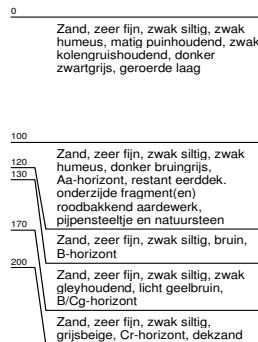 0
Zand, zeer fijn, zwak siltig, zwak
humeus, matig puinhoudend, zwak
kolengruishoudend, donker
zwartgrijs, geroerde laag
100
Zand, zeer fijn, zwak siltig, zwak
humeus, donker bruingrijs,
Aa-horizont, restant eerddek.
onderzijde fragment(en)
roodbakkend aardewerk,
pijpensteeltje en natuursteen
120
130
Zand, zeer fijn, zwak siltig, bruin,
B-horizont
170
Zand, zeer fijn, zwak siltig, zwak
gleyhoudend, licht geelbruin,
B/Cg-horizont
200
Zand, zeer fijn, zwak siltig,
grijsbeige, Cr-horizont, dekzand